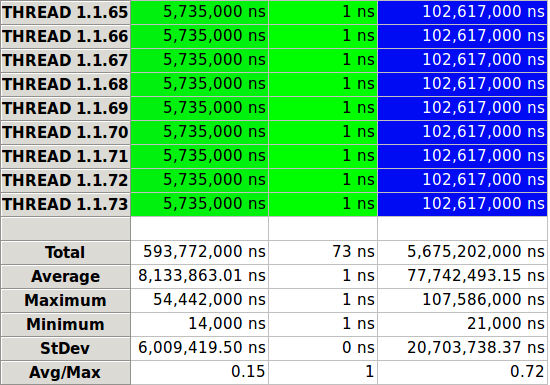 THREAD 1.1.65 5,735,000 ns 1 ns 102,617,000 ns
THREAD 1.1.66 5,735,000 ns 1 ns 102,617,000 ns
THREAD 1.1.67 5,735,000 ns 1 ns 102,617,000 ns
THREAD 1.1.68 5,735,000 ns 1 ns 102,617,000 ns
THREAD 1.1.69 5,735,000 ns 1 ns 102,617,000 ns
THREAD 1.1.70 5,735,000 ns 1 ns 102,617,000 ns
THREAD 1.1.71 5,735,000 ns 1 ns 102,617,000 ns
THREAD 1.1.72 5,735,000 ns 1 ns 102,617,000 ns
THREAD 1.1.73 5,735,000 ns 1 ns 102,617,000 ns
Total 593,772,000 ns 73 ns 5,675,202,000 ns
Average 8,133,863.01 ns 1 ns 77,742,493.15 ns
Maximum 54,442,000 ns 1 ns 107,586,000 ns
Minimum 14,000 ns 1 ns 21,000 ns
StDev 6,009,419.50 ns 0 ns 20,703,738.37 ns
Avg/Max 0.15 1 0.72